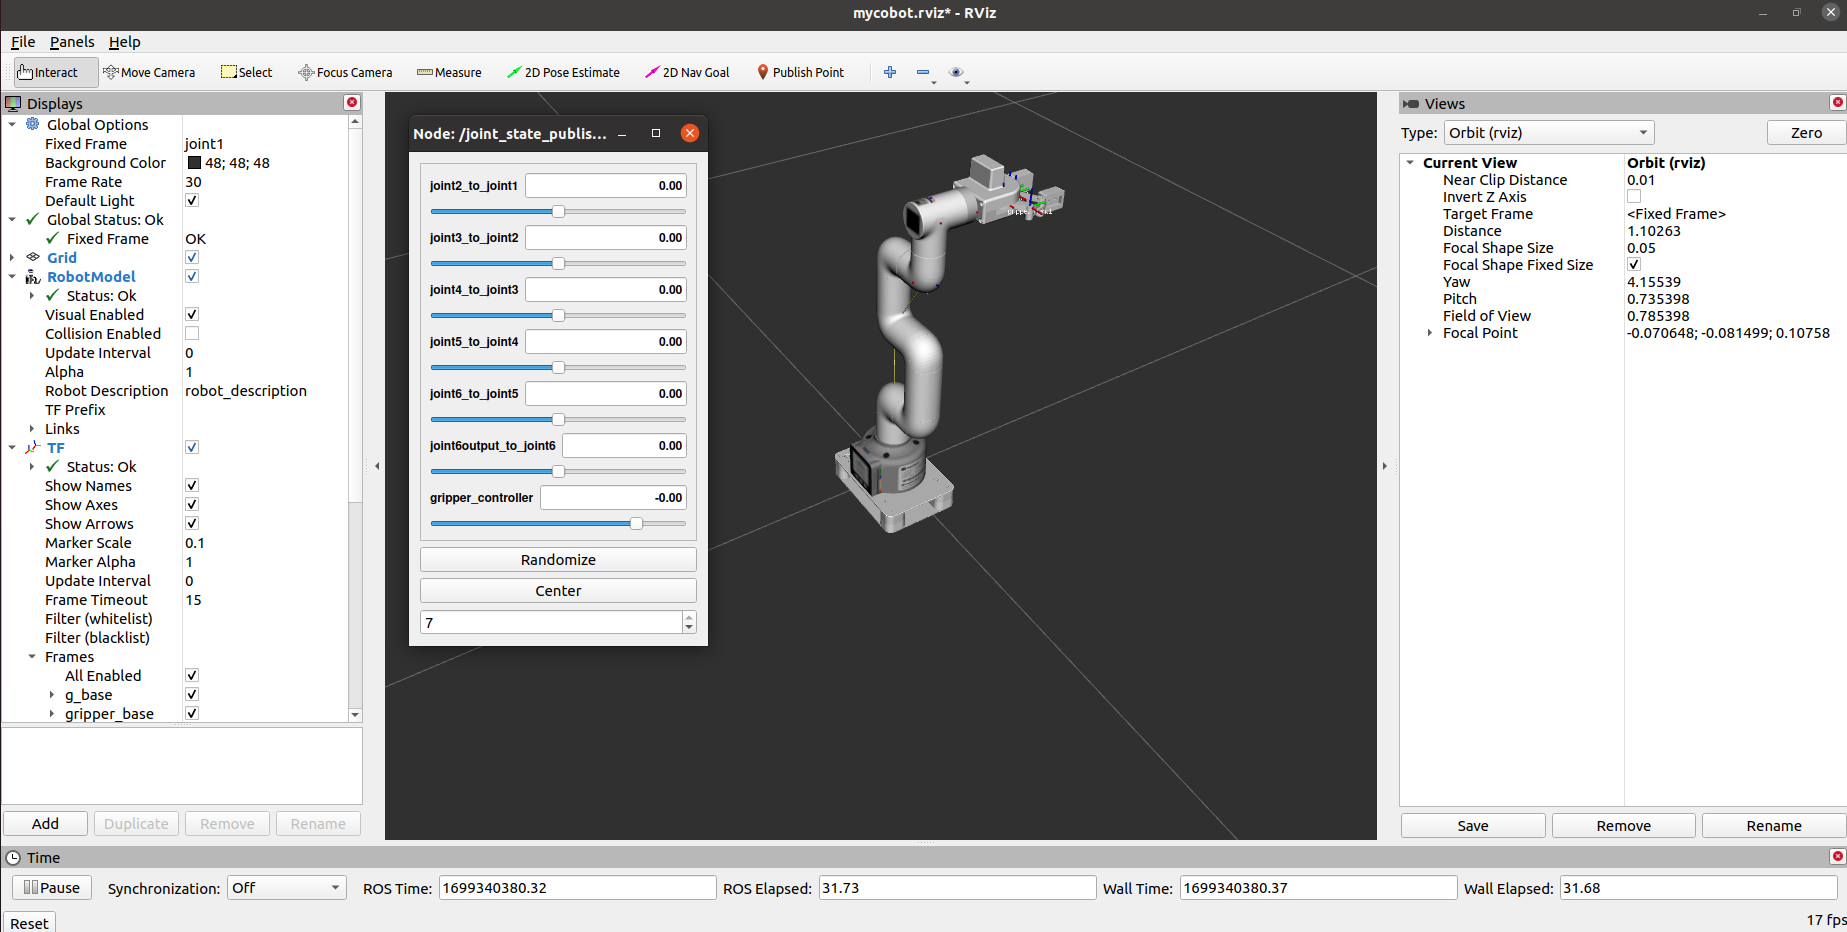 mycobot.rviz* - RViz
File Panels Help
Interact Move Camera Select Focus Camera Measure 2D Pose Estimate 2D Nav Goal Publish Point
Displays
Global Options
Fixed Frame joint1
Background Color 48; 48; 48
Frame Rate 30
Default Light
Global Status: Ok
Fixed Frame OK
Grid
RobotModel
Status: Ok
Visual Enabled
Collision Enabled
Update Interval 0
Alpha 1
Robot Description robot_description
TF Prefix
Links
TF
Status: Ok
Show Names
Show Axes
Show Arrows
Marker Scale 0.1
Marker Alpha 1
Update Interval 0
Frame Timeout 15
Filter (whitelist)
Filter (blacklist)
Frames
All Enabled
g_base
gripper_base
Add Duplicate Remove Rename
Node: /joint_state_publis...
joint2_to_joint1 0.00
joint3_to_joint2 0.00
joint4_to_joint3 0.00
joint5_to_joint4 0.00
joint6_to_joint5 0.00
joint6output_to_joint6 0.00
gripper_controller -0.00
Randomize
Center
7
Views
Type: Orbit (rviz) Zero
Current View Orbit (rviz)
Near Clip Distance 0.01
Invert Z Axis
Target Frame <Fixed Frame>
Distance 1.10263
Focal Shape Size 0.05
Focal Shape Fixed Size
Yaw 4.15539
Pitch 0.735398
Field of View 0.785398
Focal Point -0.070648; -0.081499; 0.10758
Save Remove Rename
Time
Pause Synchronization: Off ROS Time: 1699340380.32 ROS Elapsed: 31.73 Wall Time: 1699340380.37 Wall Elapsed: 31.68
Reset 17 fps